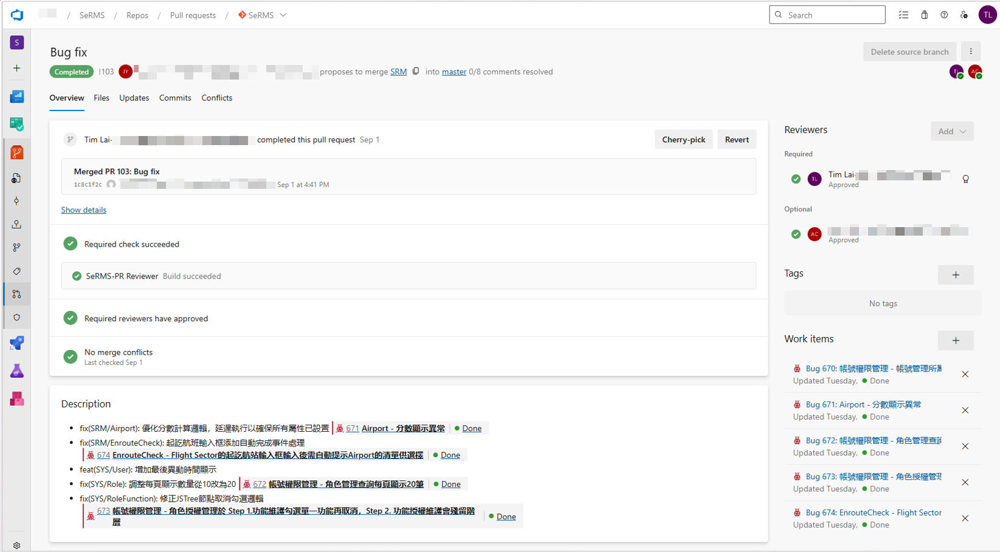 / SeRMS / Repos / Pull requests / SeRMS
Search
TL
S
Bug fix
Delete source branch
Completed !103 JY proposes to merge SRM into master 0/8 comments resolved
TL AC
Overview Files Updates Commits Conflicts
Tim Lai- completed this pull request Sep 1
Cherry-pick Revert
Merged PR 103: Bug fix
1c8c1f2c Sep 1 at 4:41 PM
Show details
Required check succeeded
SeRMS-PR Reviewer Build succeeded
Required reviewers have approved
No merge conflicts
Last checked Sep 1
Description
fix(SRM/Airport): 優化分數計算邏輯，延遲執行以確保所有屬性已設置 671 Airport - 分數顯示異常 Done
fix(SRM/EnrouteCheck): 起訖航班輸入框添加自動完成事件處理
674 EnrouteCheck - Flight Sector的起訖航站輸入框輸入後需自動提示Airport的清單供選擇 Done
feat(SYS/User): 增加最後異動時間顯示
fix(SYS/Role): 調整每頁顯示數量從10改為20 672 帳號權限管理 - 角色管理查詢每頁顯示20筆 Done
fix(SYS/RoleFunction): 修正JSTree節點取消勾選邏輯
673 帳號權限管理 - 角色授權管理於 Step 1.功能維護勾選單一功能再取消，Step 2. 功能授權維護會殘留階
層 Done
Reviewers
Add
Required
TL Tim Lai-
Approved
Optional
AC
Approved
Tags
No tags
Work items
Bug 670: 帳號權限管理 - 帳號管理所屬
Updated Tuesday, Done
Bug 671: Airport - 分數顯示異常
Updated Tuesday, Done
Bug 672: 帳號權限管理 - 角色管理查詢
Updated Tuesday, Done
Bug 673: 帳號權限管理 - 角色授權管理
Updated Tuesday, Done
Bug 674: EnrouteCheck - Flight Sector
Updated Tuesday, Done